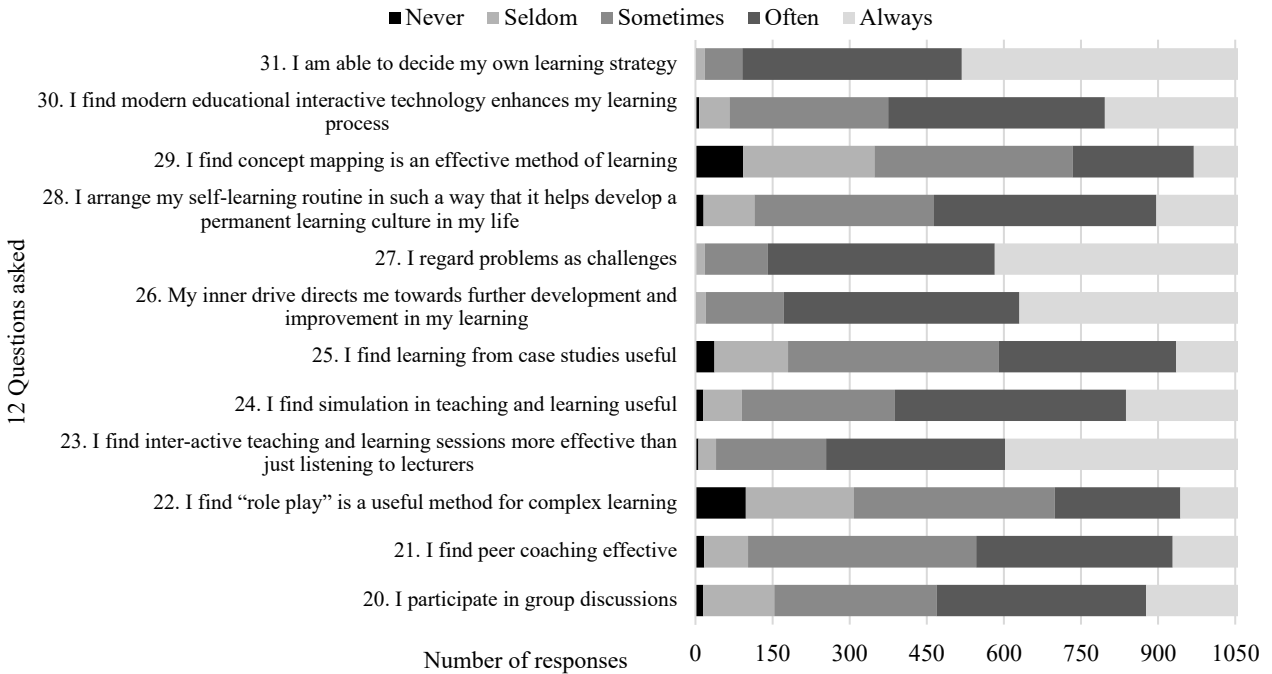 Never Seldom Sometimes Often Always
31. I am able to decide my own learning strategy
30. I find modern educational interactive technology enhances my learning
process
29. I find concept mapping is an effective method of learning
28. I arrange my self-learning routine in such a way that it helps develop a
permanent learning culture in my life
27. I regard problems as challenges
26. My inner drive directs me towards further development and
improvement in my learning
25. I find learning from case studies useful
24. I find simulation in teaching and learning useful
23. I find inter-active teaching and learning sessions more effective than
just listening to lecturers
22. I find “role play” is a useful method for complex learning
21. I find peer coaching effective
20. I participate in group discussions
12 Questions asked
Number of responses
0 150 300 450 600 750 900 1050